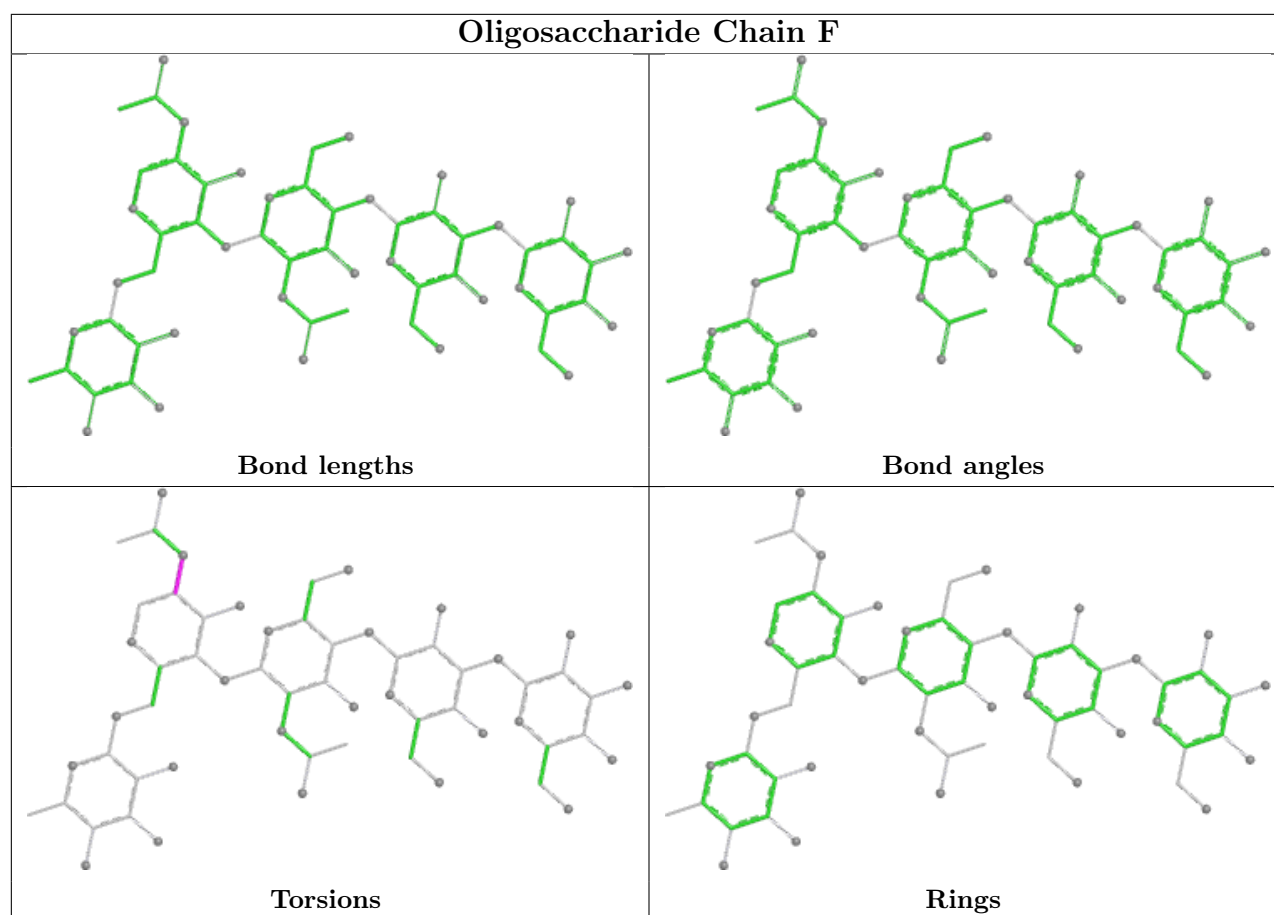 Oligosaccharide Chain F
Bond lengths
Bond angles
Torsions
Rings